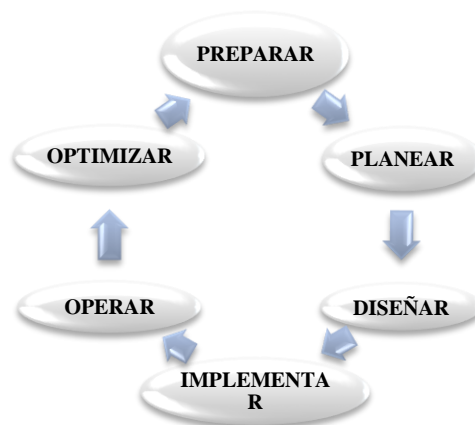 PREPARAR
PLANEAR
DISEÑAR
IMPLEMENTA
R
OPERAR
OPTIMIZAR